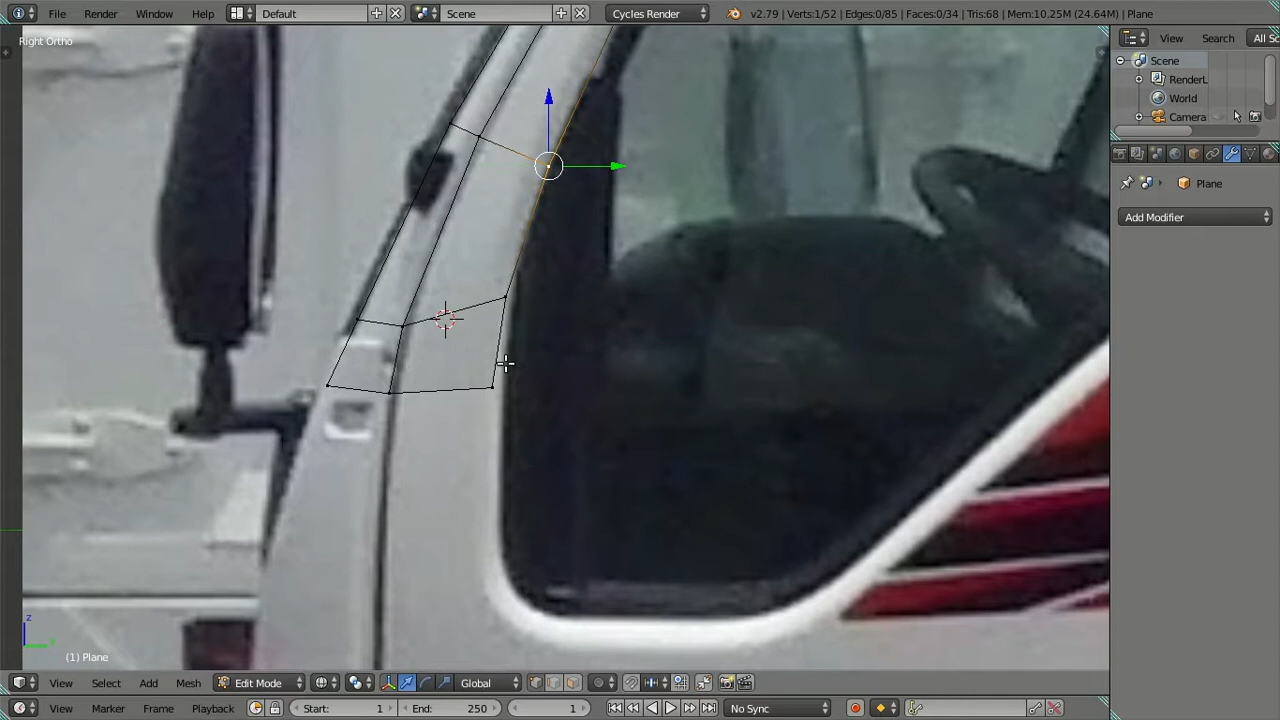 File Render Window Help Default Scene Cycles Render v2.79 | Verts:1/52 | Edges:0/85 | Faces:0/34 | Tris:68 | Mem:10.25M (24.64M) | Plane
Right Ortho
View Search All Sc
Scene
RenderL
World
Camera
Plane
Add Modifier
z
y
(1) Plane
View Select Add Mesh Edit Mode Global
View Marker Frame Playback Start: 1 End: 250 1 No Sync